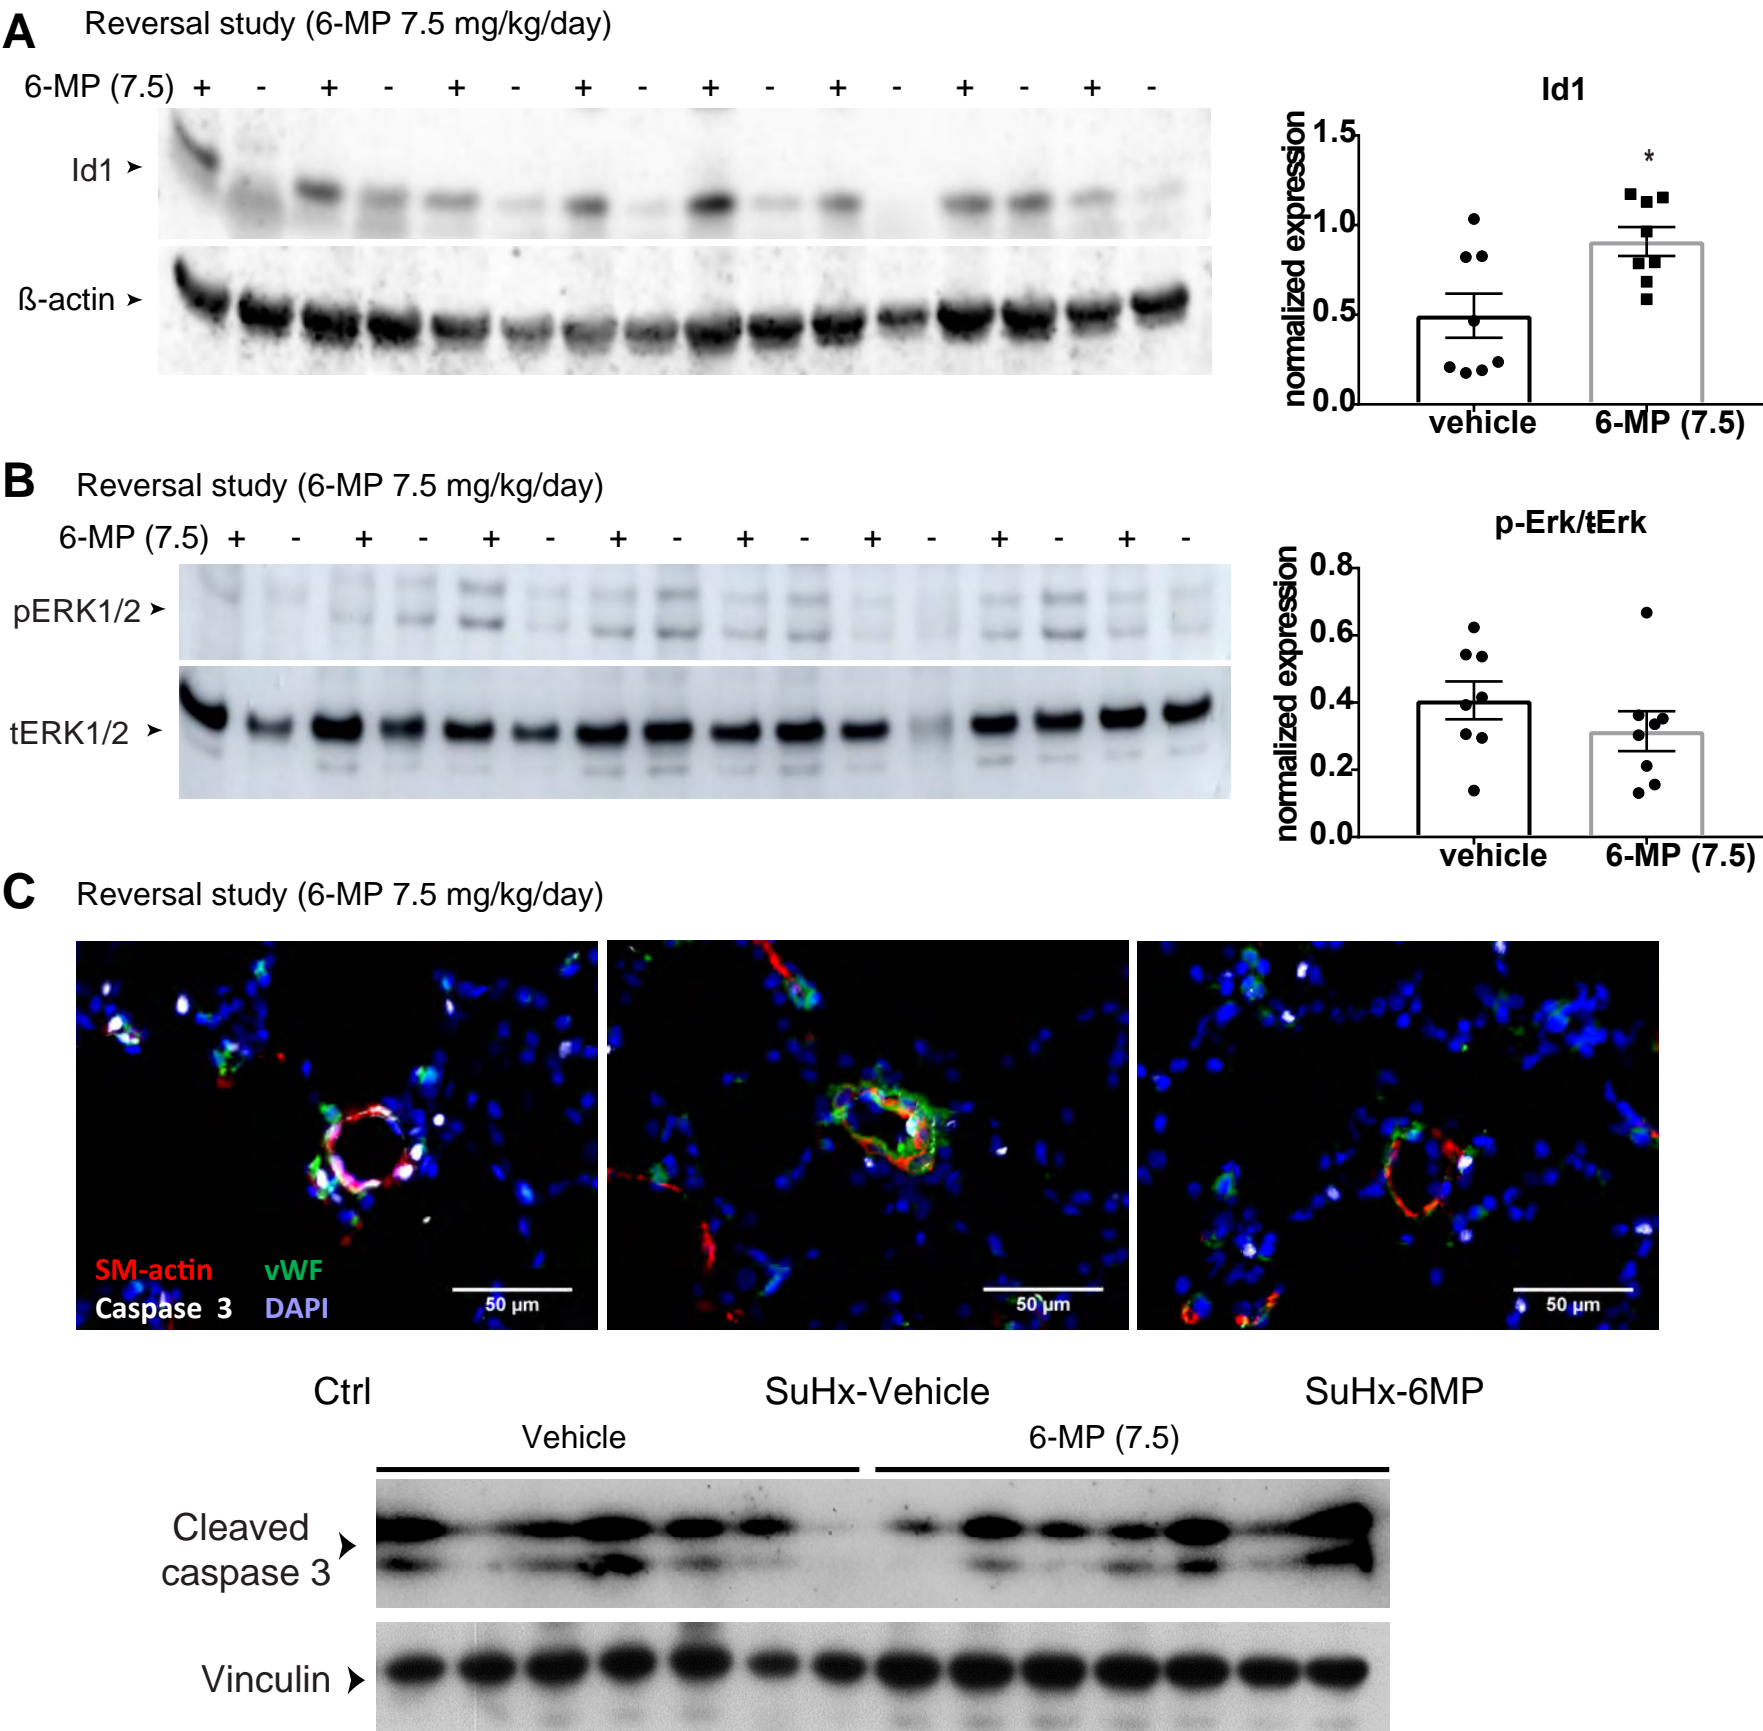 A Reversal study (6-MP 7.5 mg/kg/day)
6-MP (7.5) + - + - + - + - + - + - + - + -
Id1
ß-actin
Id1
normalized expression
1.5
1.0
0.5
0.0
*
vehicle 6-MP (7.5)
B Reversal study (6-MP 7.5 mg/kg/day)
6-MP (7.5) + - + - + - + - + - + - + - + -
pERK1/2
tERK1/2
p-Erk/tErk
normalized expression
0.8
0.6
0.4
0.2
0.0
vehicle 6-MP (7.5)
C Reversal study (6-MP 7.5 mg/kg/day)
SM-actin vWF
Caspase 3 DAPI
50 µm
50 µm
50 µm
Ctrl SuHx-Vehicle SuHx-6MP
Vehicle 6-MP (7.5)
Cleaved
caspase 3
Vinculin